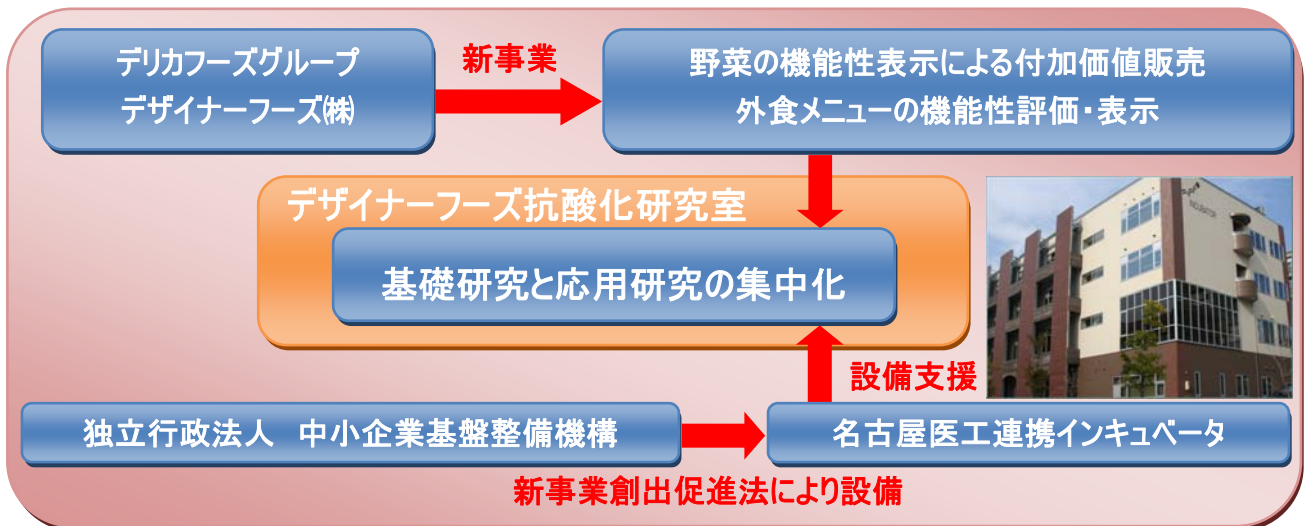 デリカフーズグループ
デザイナーフーズ㈱
新事業
野菜の機能性表示による付加価値販売
外食メニューの機能性評価・表示
デザイナーフーズ抗酸化研究室
基礎研究と応用研究の集中化
INCUBATOR
設備支援
独立行政法人　中小企業基盤整備機構
名古屋医工連携インキュベータ
新事業創出促進法により設備